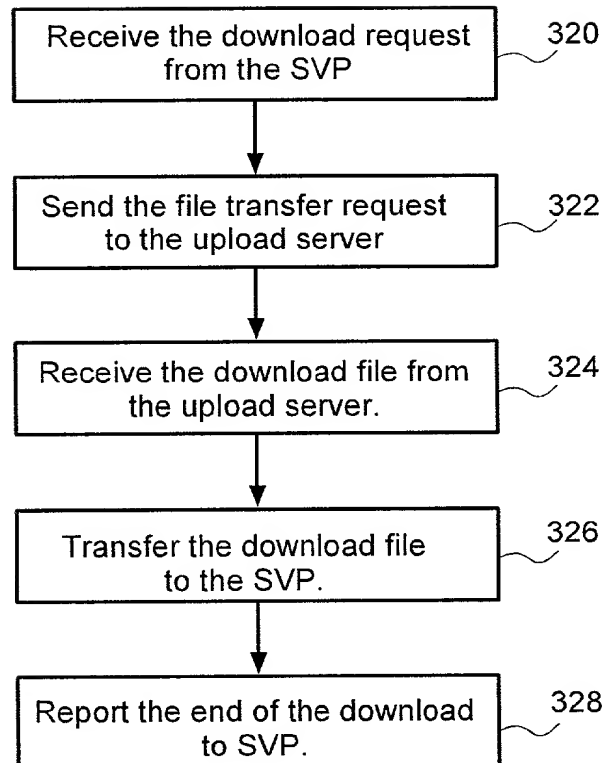 Receive the download request
from the SVP
320
Send the file transfer request
to the upload server
322
Receive the download file from
the upload server.
324
Transfer the download file
to the SVP.
326
Report the end of the download
to SVP.
328